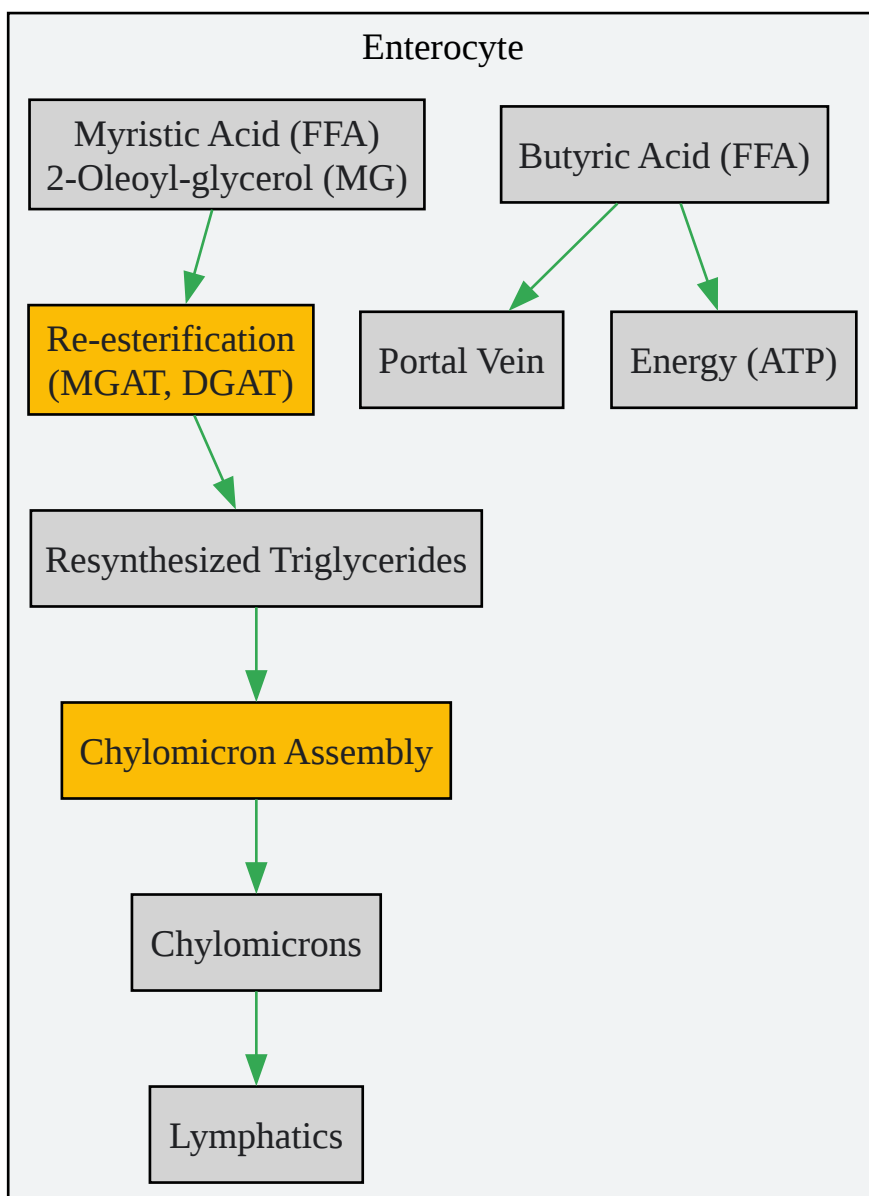 Enterocyte
Myristic Acid (FFA)
2-Oleoyl-glycerol (MG)
Butyric Acid (FFA)
Re-esterification
(MGAT, DGAT)
Portal Vein
Energy (ATP)
Resynthesized Triglycerides
Chylomicron Assembly
Chylomicrons
Lymphatics